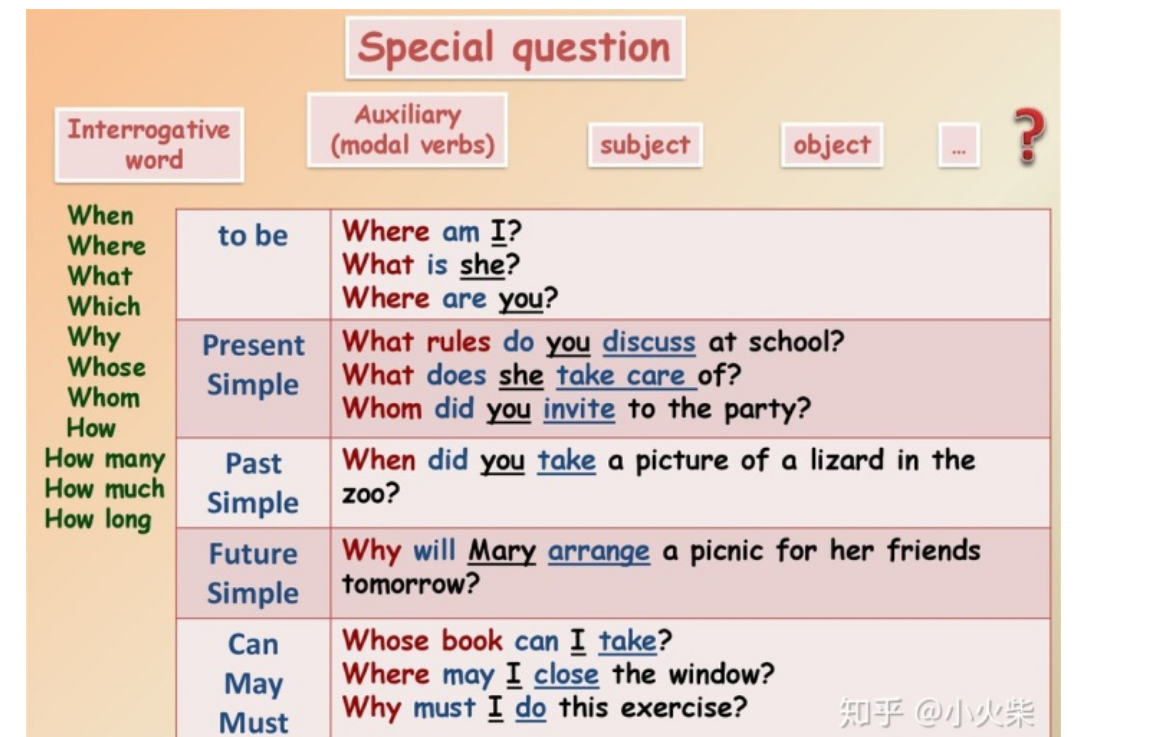 Special question
Interrogative
word
Auxiliary
(modal verbs)
subject
object
...
?
When
Where
What
Which
Why
Whose
Whom
How
How many
How much
How long
to be
Where am I?
What is she?
Where are you?
Present
Simple
What rules do you discuss at school?
What does she take care of?
Whom did you invite to the party?
Past
Simple
When did you take a picture of a lizard in the
zoo?
Future
Simple
Why will Mary arrange a picnic for her friends
tomorrow?
Can
May
Must
Whose book can I take?
Where may I close the window?
Why must I do this exercise?
知乎 @小火柴